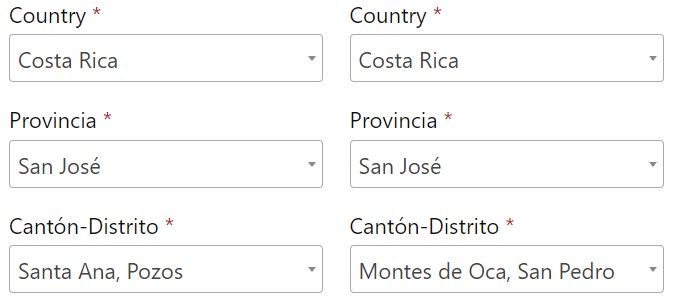 Country *
Costa Rica
Provincia *
San José
Cantón-Distrito *
Santa Ana, Pozos
Country *
Costa Rica
Provincia *
San José
Cantón-Distrito *
Montes de Oca, San Pedro